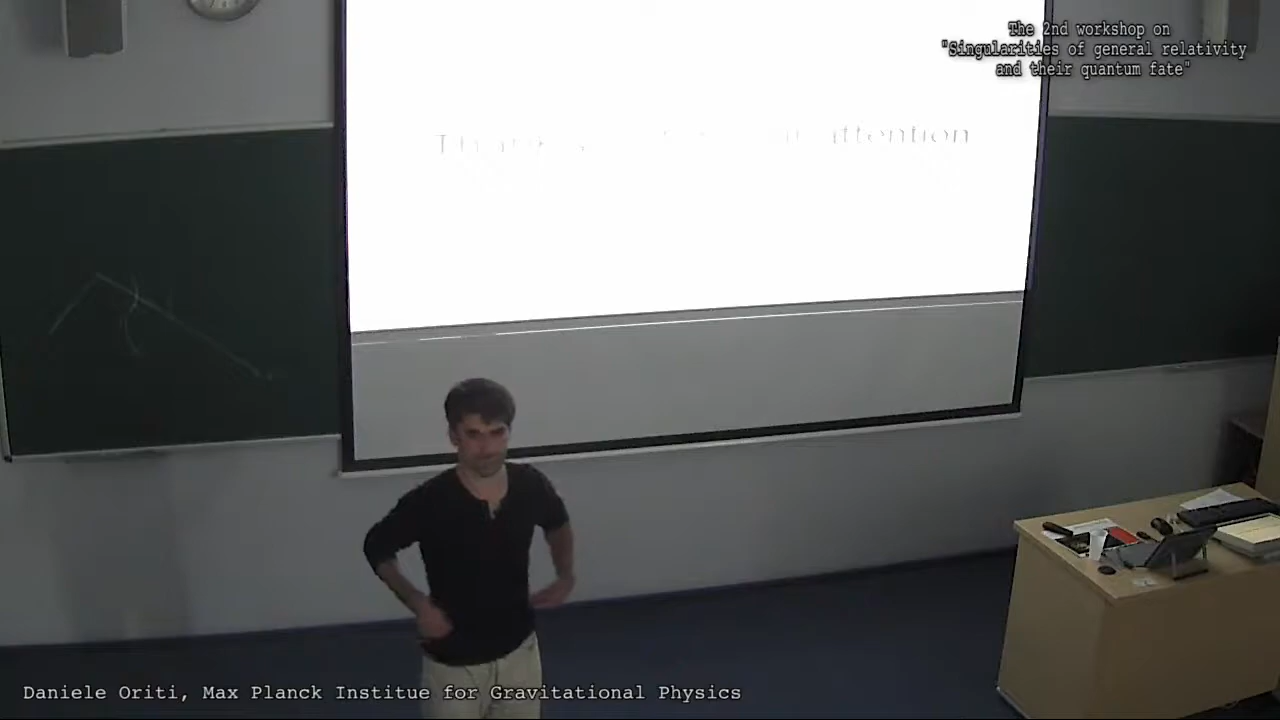 The 2nd workshop on
"Singularities of general relativity
and their quantum fate"
attention
Daniele Oriti, Max Planck Institue for Gravitational Physics